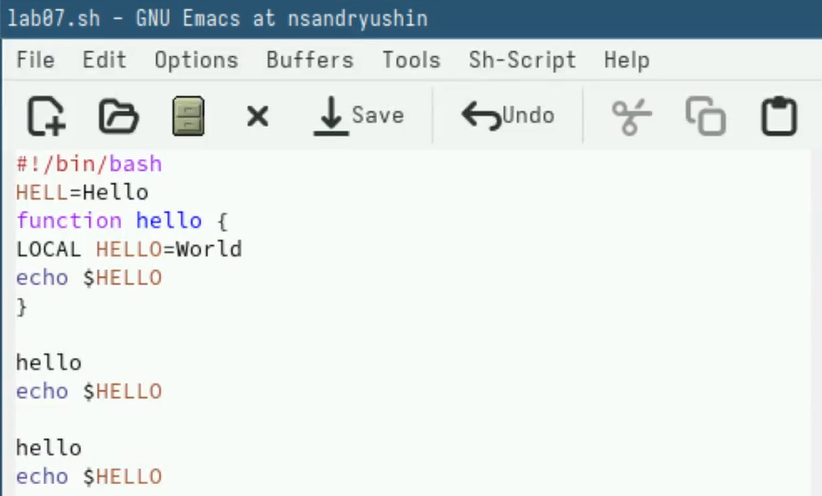 lab07.sh - GNU Emacs at nsandryushin
File Edit Options Buffers Tools Sh-Script Help
Save Undo
#!/bin/bash
HELL=Hello
function hello {
LOCAL HELLO=World
echo $HELLO
}
hello
echo $HELLO
hello
echo $HELLO